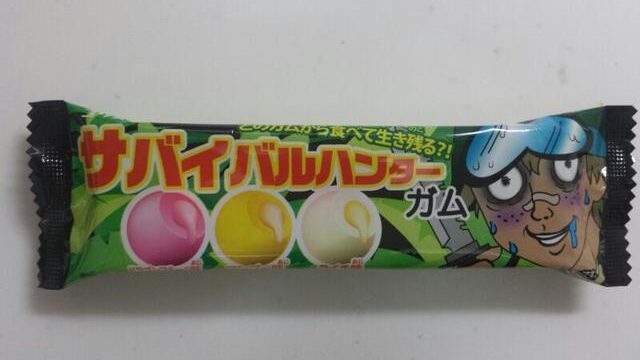 どのガムから食べて生き残る?!
サバイバルハンター
ガム